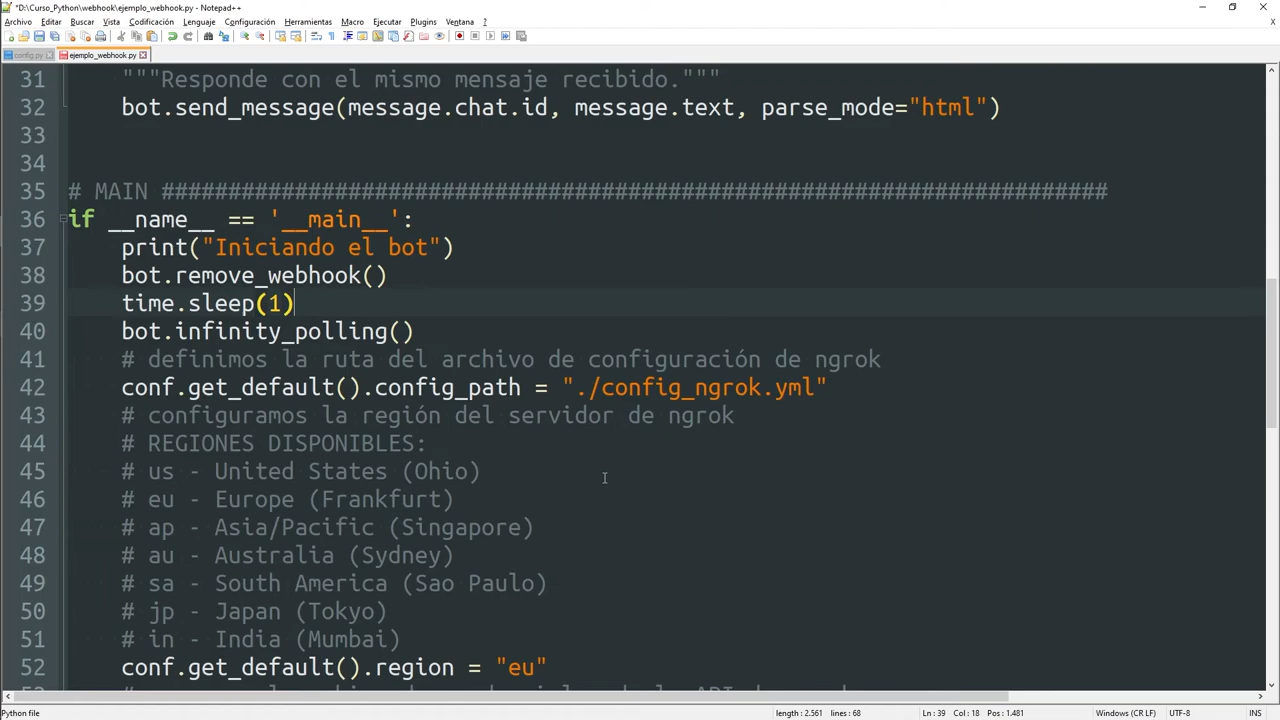 *D:\Curso_Python\webhook\ejemplo_webhook.py - Notepad++
Archivo Editar Buscar Vista Codificación Lenguaje Configuración Herramientas Macro Ejecutar Plugins Ventana ?
config.py ejemplo_webhook.py
31 """Responde con el mismo mensaje recibido."""
32 bot.send_message(message.chat.id, message.text, parse_mode="html")
33
34
35 # MAIN #######################################################################
36 if __name__ == '__main__':
37 print("Iniciando el bot")
38 bot.remove_webhook()
39 time.sleep(1)
40 bot.infinity_polling()
41 # definimos la ruta del archivo de configuración de ngrok
42 conf.get_default().config_path = "./config_ngrok.yml"
43 # configuramos la región del servidor de ngrok
44 # REGIONES DISPONIBLES:
45 # us - United States (Ohio)
46 # eu - Europe (Frankfurt)
47 # ap - Asia/Pacific (Singapore)
48 # au - Australia (Sydney)
49 # sa - South America (Sao Paulo)
50 # jp - Japan (Tokyo)
51 # in - India (Mumbai)
52 conf.get_default().region = "eu"
Python file length : 2.561 lines : 68 Ln : 39 Col : 18 Pos : 1.481 Windows (CR LF) UTF-8 INS